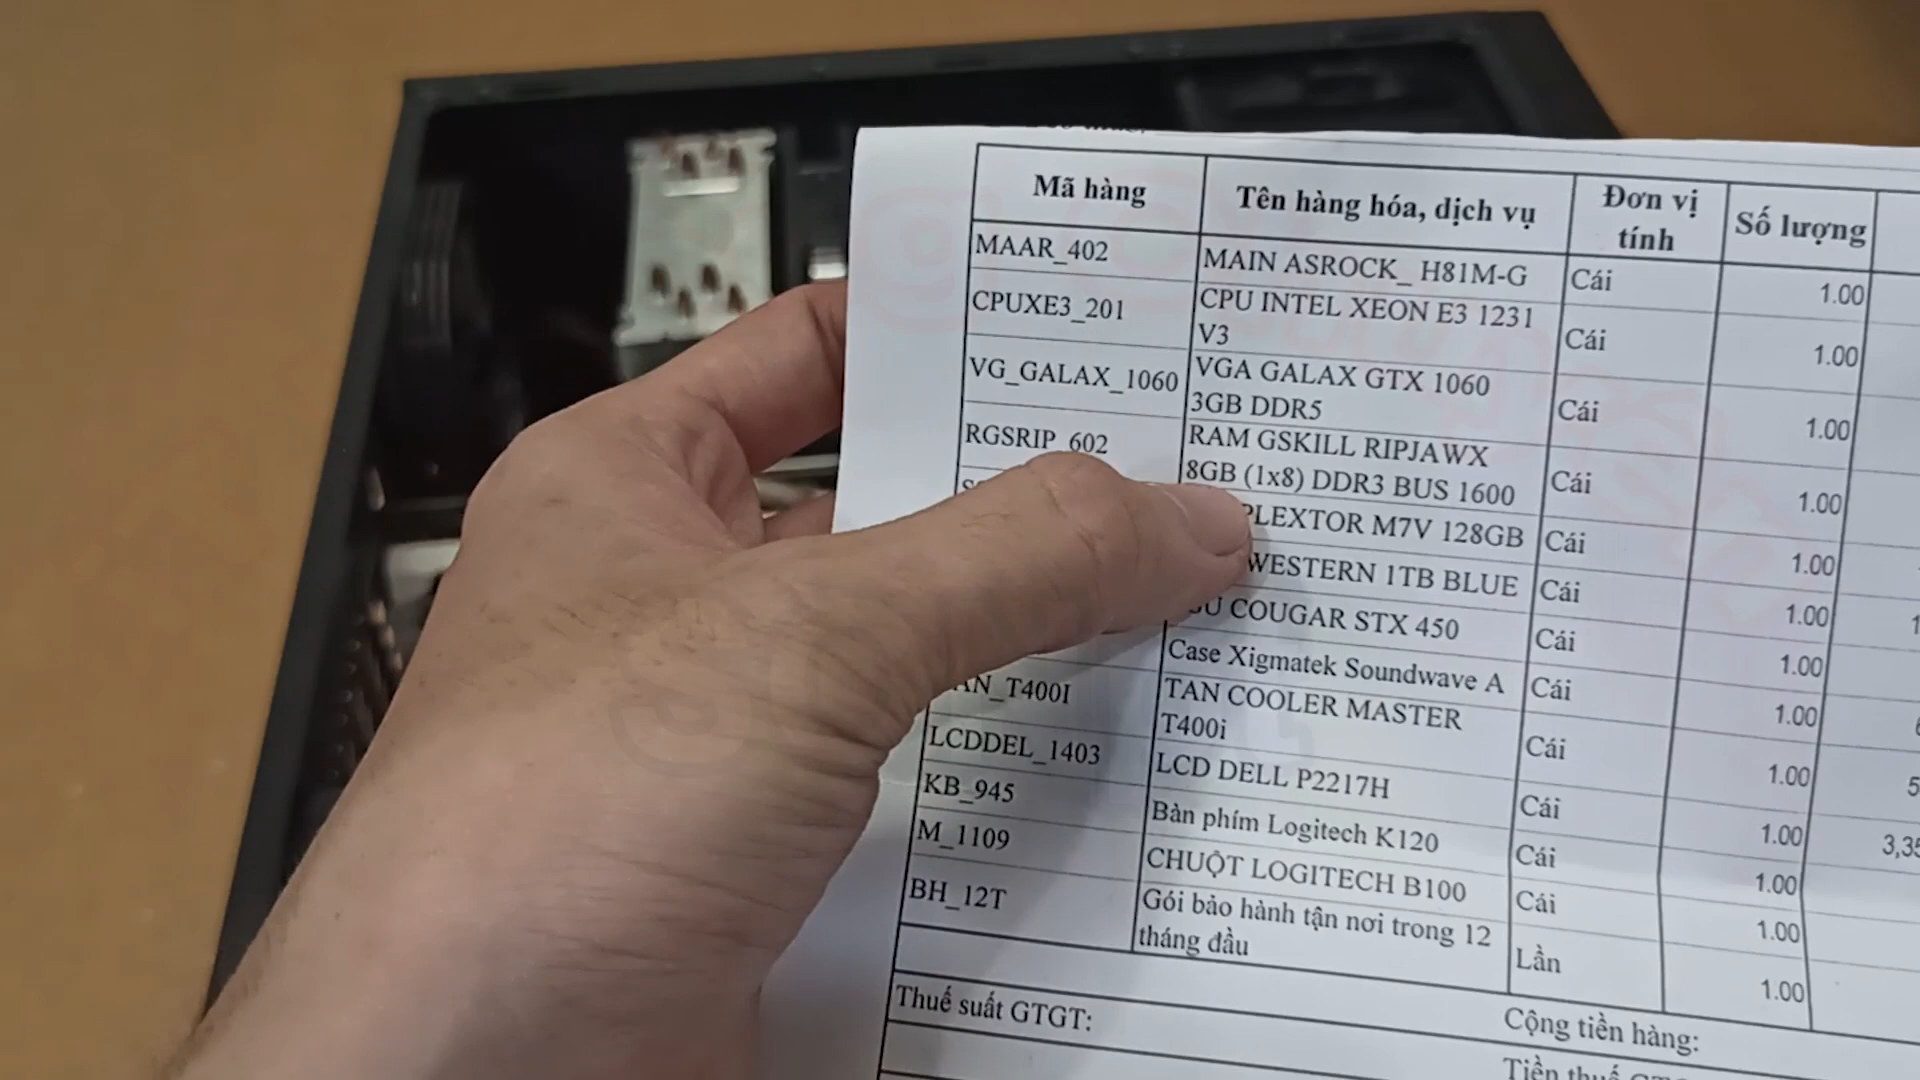 Mã hàng Tên hàng hóa, dịch vụ Đơn vị tính Số lượng
MAAR_402 MAIN ASROCK_ H81M-G Cái 1.00
CPUXE3_201 CPU INTEL XEON E3 1231
V3 Cái 1.00
VG_GALAX_1060 VGA GALAX GTX 1060
3GB DDR5 Cái 1.00
RGSRIP_602 RAM GSKILL RIPJAWX
8GB (1x8) DDR3 BUS 1600 Cái 1.00
PLEXTOR M7V 128GB Cái 1.00
WESTERN 1TB BLUE Cái 1.00
COUGAR STX 450 Cái 1.00
Case Xigmatek Soundwave A Cái 1.00
TAN COOLER MASTER
T400i Cái 1.00
LCDDEL_1403 LCD DELL P2217H Cái 1.00
KB_945 Bàn phím Logitech K120 Cái 1.00
M_1109 CHUỘT LOGITECH B100 Cái 1.00
BH_12T Gói bảo hành tận nơi trong 12
tháng đầu Lần 1.00
Thuế suất GTGT: Cộng tiền hàng:
Tiền thuế